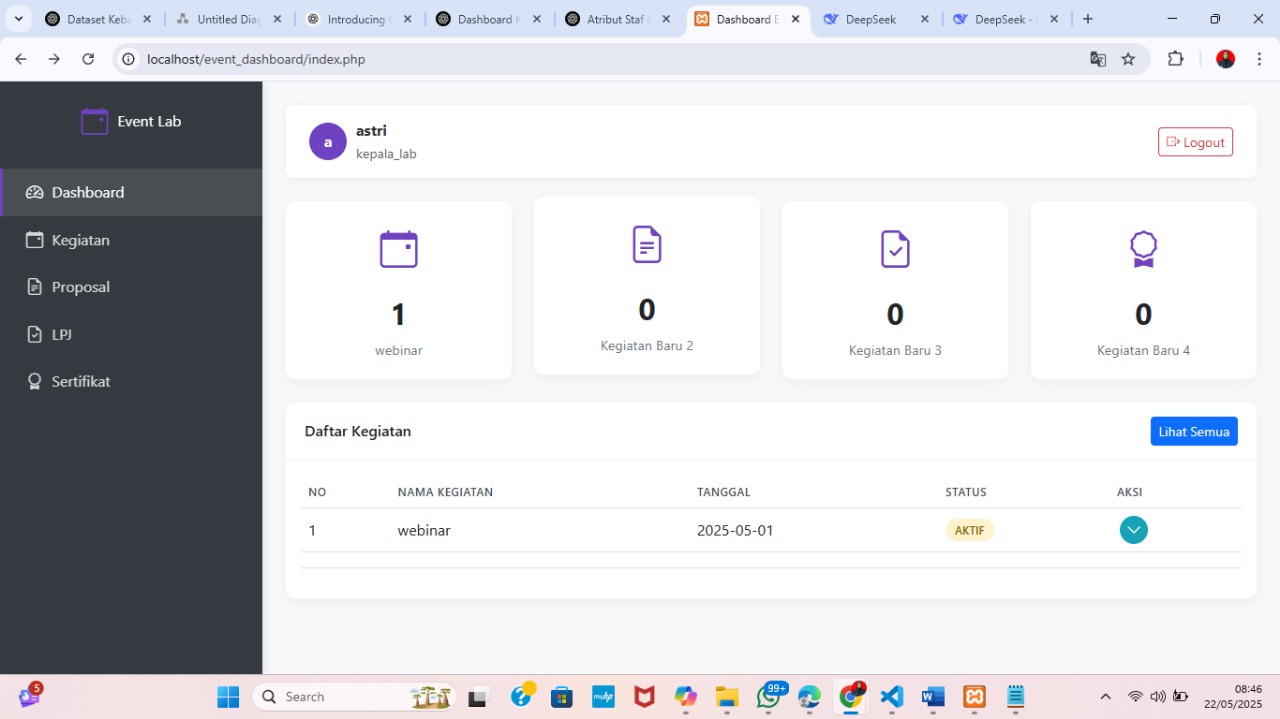 Dataset Keba
Untitled Diag
Introducing
Dashboard K
Atribut Staf
Dashboard E
DeepSeek
DeepSeek -
localhost/event_dashboard/index.php
Event Lab
a
astri
kepala_lab
Logout
Dashboard
Kegiatan
Proposal
LPJ
Sertifikat
1
webinar
0
Kegiatan Baru 2
0
Kegiatan Baru 3
0
Kegiatan Baru 4
Daftar Kegiatan
Lihat Semua
NO NAMA KEGIATAN TANGGAL STATUS AKSI
1 webinar 2025-05-01 AKTIF
5
Search
99+
08:46
22/05/2025